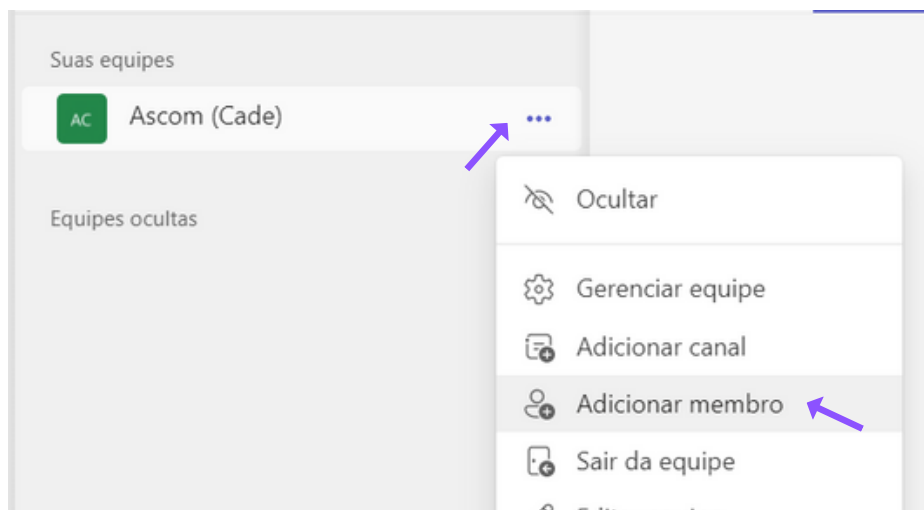 Suas equipes
AC
Ascom (Cade)
Equipes ocultas
Ocultar
Gerenciar equipe
Adicionar canal
Adicionar membro
Sair da equipe